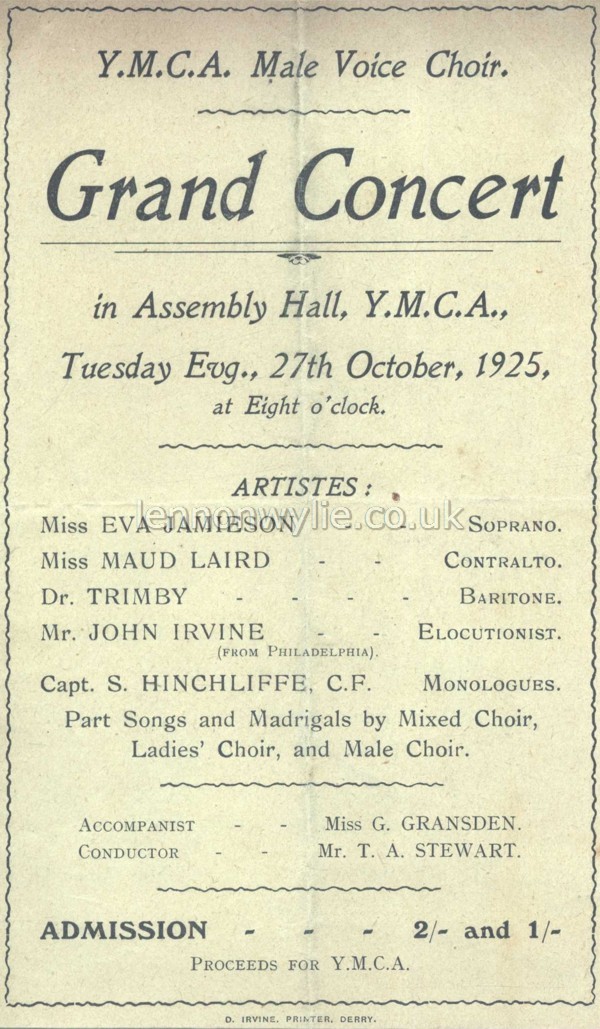 Y.M.C.A. Male Voice Choir.
Grand Concert
in Assembly Hall, Y.M.C.A.,
Tuesday Evg., 27th October, 1925,
at Eight o'clock.
ARTISTES :
lennonwylie.co.uk
Miss EVA JAMIESON - - SOPRANO.
Miss MAUD LAIRD - - CONTRALTO.
Dr. TRIMBY - - - - BARITONE.
Mr. JOHN IRVINE - - ELOCUTIONIST.
(FROM PHILADELPHIA).
Capt. S. HINCHLIFFE, C.F. MONOLOGUES.
Part Songs and Madrigals by Mixed Choir,
Ladies' Choir, and Male Choir.
ACCOMPANIST - - Miss G. GRANSDEN.
CONDUCTOR - - Mr. T. A. STEWART.
ADMISSION - - - 2/- and 1/-
PROCEEDS FOR Y.M.C.A.
D. IRVINE, PRINTER, DERRY.